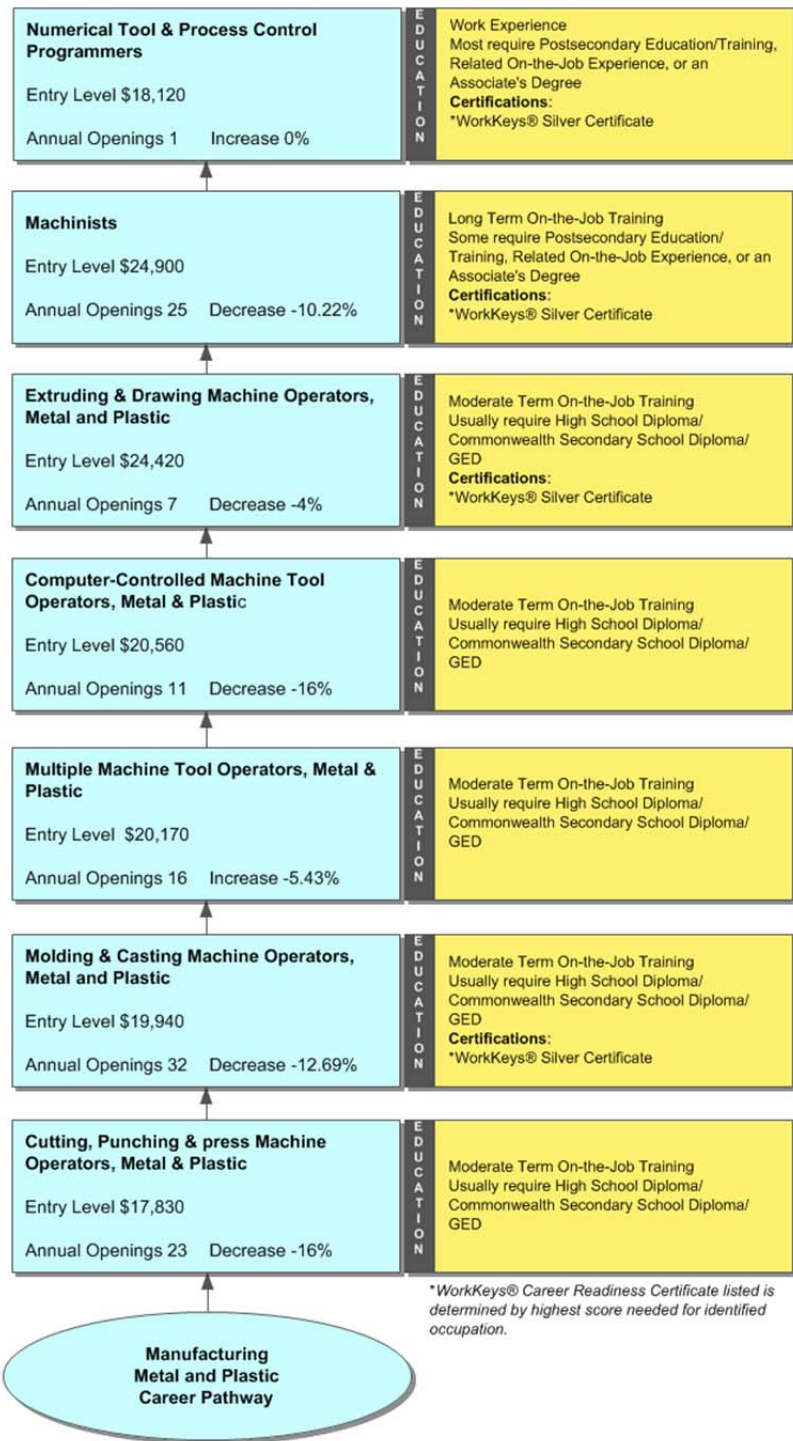 Numerical Tool & Process Control
Programmers
Entry Level $18,120
Annual Openings 1 Increase 0%
EDUCATION
Work Experience
Most require Postsecondary Education/Training,
Related On-the-Job Experience, or an
Associate's Degree
Certifications:
*WorkKeys® Silver Certificate
Machinists
Entry Level $24,900
Annual Openings 25 Decrease -10.22%
EDUCATION
Long Term On-the-Job Training
Some require Postsecondary Education/
Training, Related On-the-Job Experience, or an
Associate's Degree
Certifications:
*WorkKeys® Silver Certificate
Extruding & Drawing Machine Operators,
Metal and Plastic
Entry Level $24,420
Annual Openings 7 Decrease -4%
EDUCATION
Moderate Term On-the-Job Training
Usually require High School Diploma/
Commonwealth Secondary School Diploma/
GED
Certifications:
*WorkKeys® Silver Certificate
Computer-Controlled Machine Tool
Operators, Metal & Plastic
Entry Level $20,560
Annual Openings 11 Decrease -16%
EDUCATION
Moderate Term On-the-Job Training
Usually require High School Diploma/
Commonwealth Secondary School Diploma/
GED
Multiple Machine Tool Operators, Metal &
Plastic
Entry Level $20,170
Annual Openings 16 Increase -5.43%
EDUCATION
Moderate Term On-the-Job Training
Usually require High School Diploma/
Commonwealth Secondary School Diploma/
GED
Molding & Casting Machine Operators,
Metal and Plastic
Entry Level $19,940
Annual Openings 32 Decrease -12.69%
EDUCATION
Moderate Term On-the-Job Training
Usually require High School Diploma/
Commonwealth Secondary School Diploma/
GED
Certifications:
*WorkKeys® Silver Certificate
Cutting, Punching & press Machine
Operators, Metal & Plastic
Entry Level $17,830
Annual Openings 23 Decrease -16%
EDUCATION
Moderate Term On-the-Job Training
Usually require High School Diploma/
Commonwealth Secondary School Diploma/
GED
*WorkKeys® Career Readiness Certificate listed is
determined by highest score needed for identified
occupation.
Manufacturing
Metal and Plastic
Career Pathway